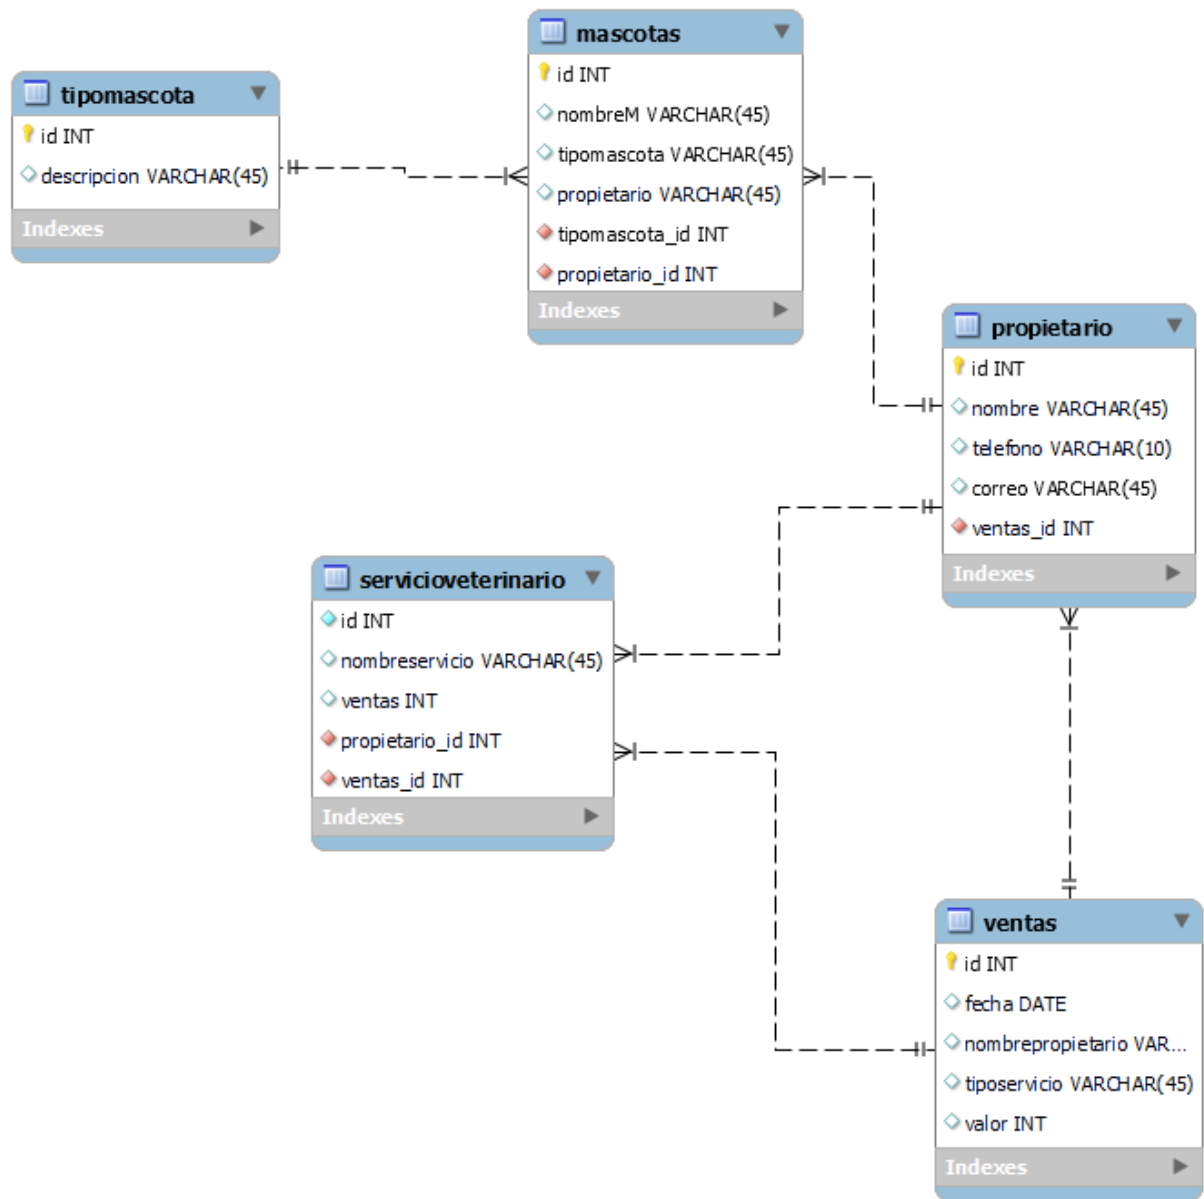 mascotas
id INT
nombreM VARCHAR(45)
tipomascota VARCHAR(45)
propietario VARCHAR(45)
tipomascota_id INT
propietario_id INT
Indexes
tipomascota
id INT
descripcion VARCHAR(45)
Indexes
propietario
id INT
nombre VARCHAR(45)
telefono VARCHAR(10)
correo VARCHAR(45)
ventas_id INT
Indexes
servicioveterinario
id INT
nombreservicio VARCHAR(45)
ventas INT
propietario_id INT
ventas_id INT
Indexes
ventas
id INT
fecha DATE
nombrepropietario VAR...
tiposervicio VARCHAR(45)
valor INT
Indexes